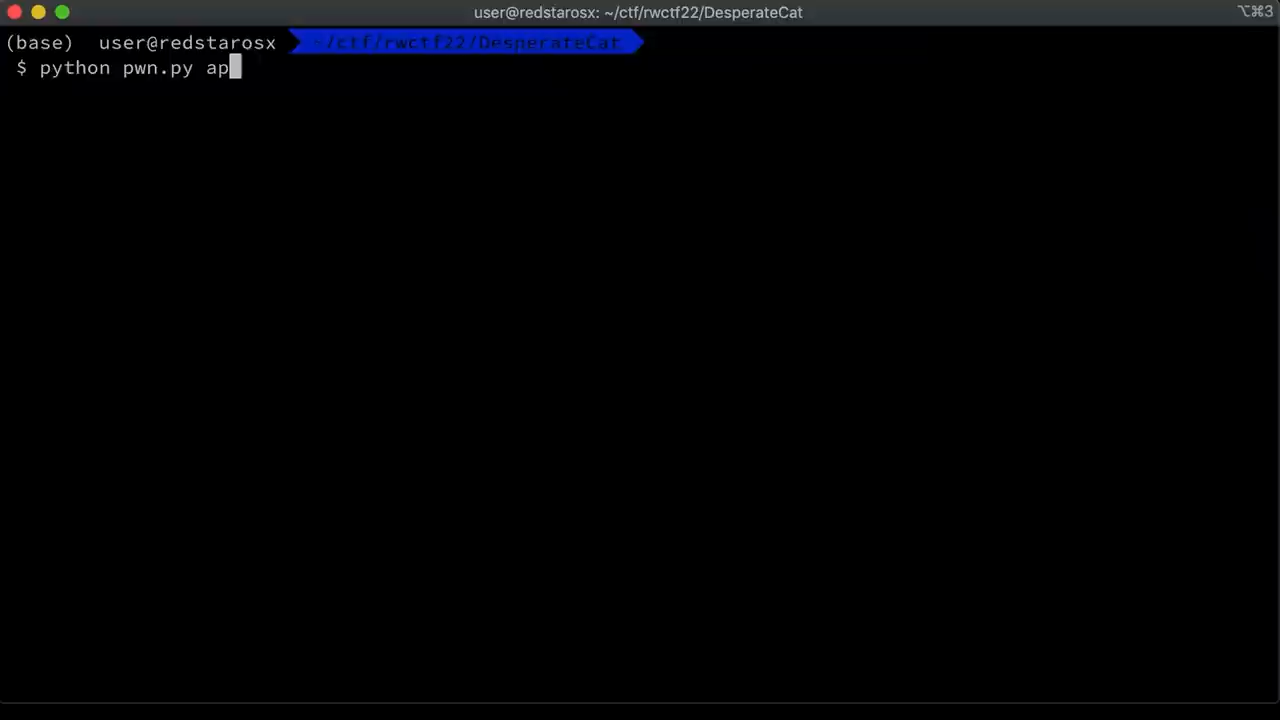 user@redstarosx: ~/ctf/rwctf22/DesperateCat
⌥⌘3
(base) user@redstarosx ~/ctf/rwctf22/DesperateCat
$ python pwn.py ap